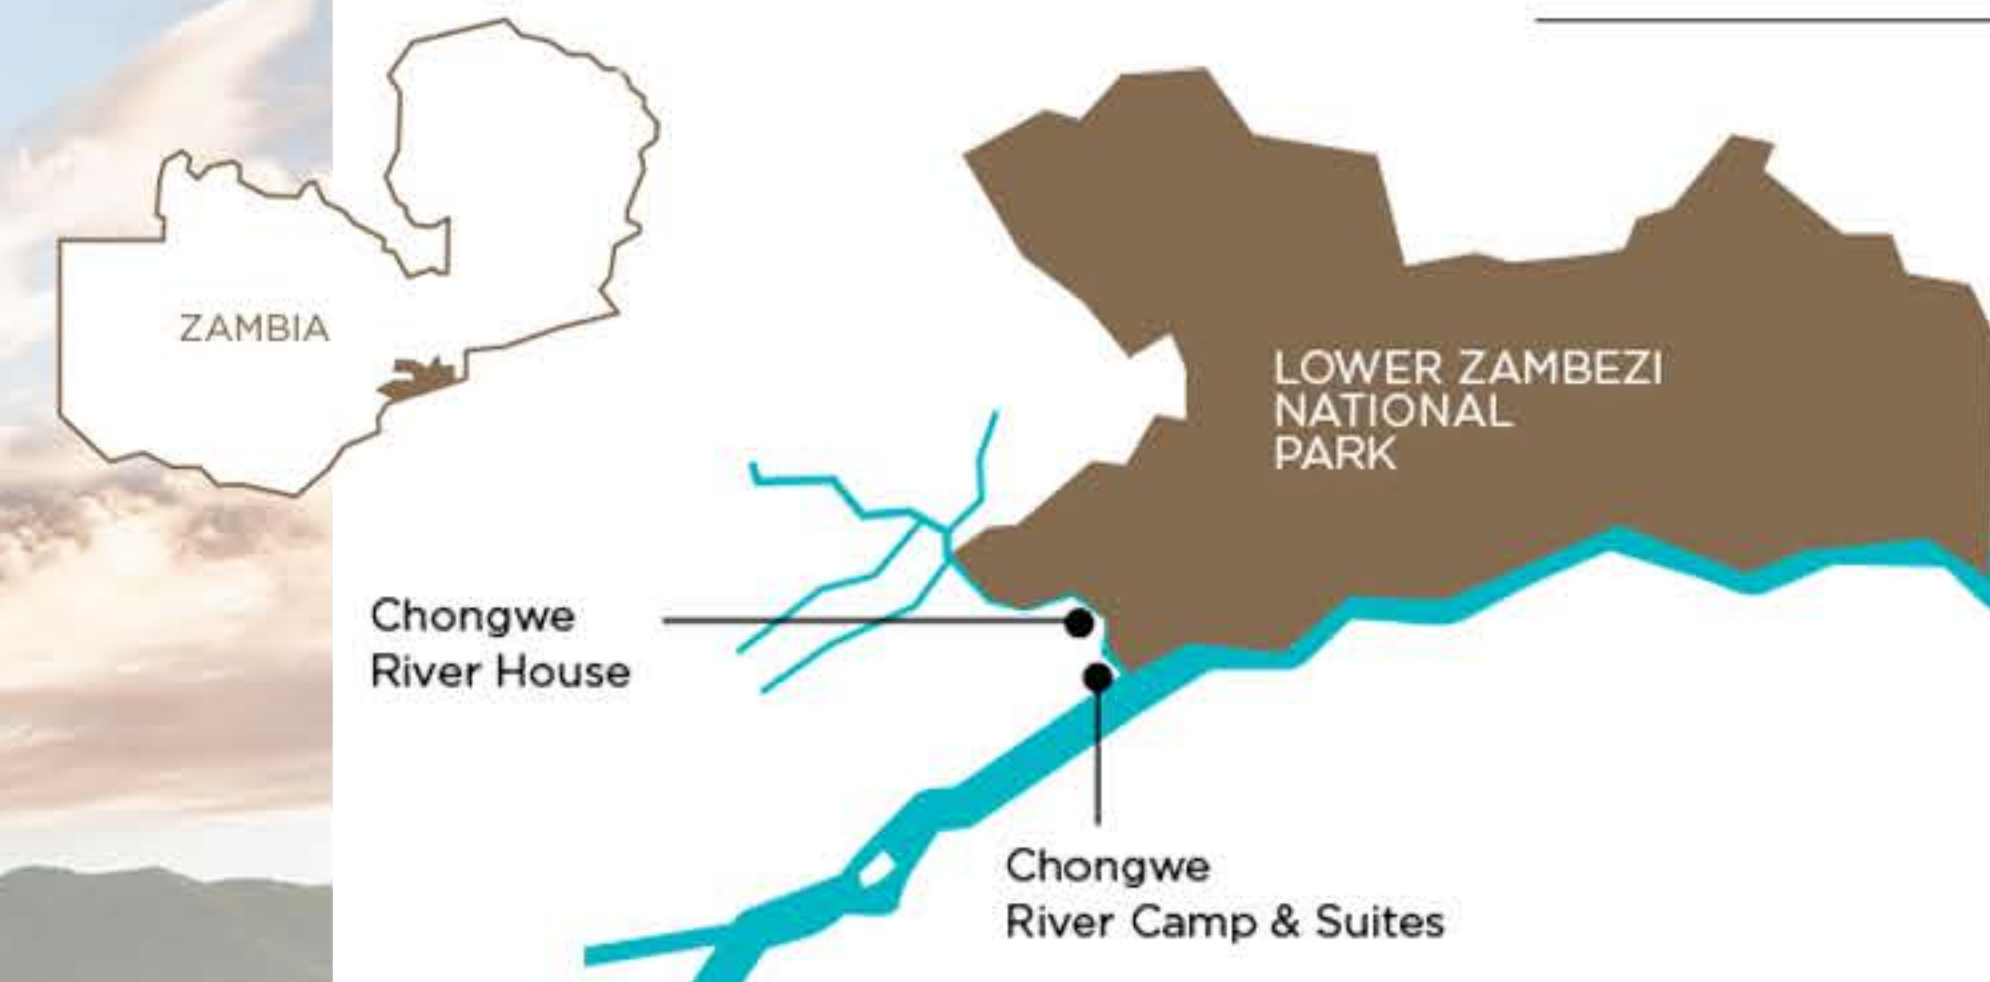 ZAMBIA
LOWER ZAMBEZI
NATIONAL
PARK
Chongwe
River House
Chongwe
River Camp & Suites